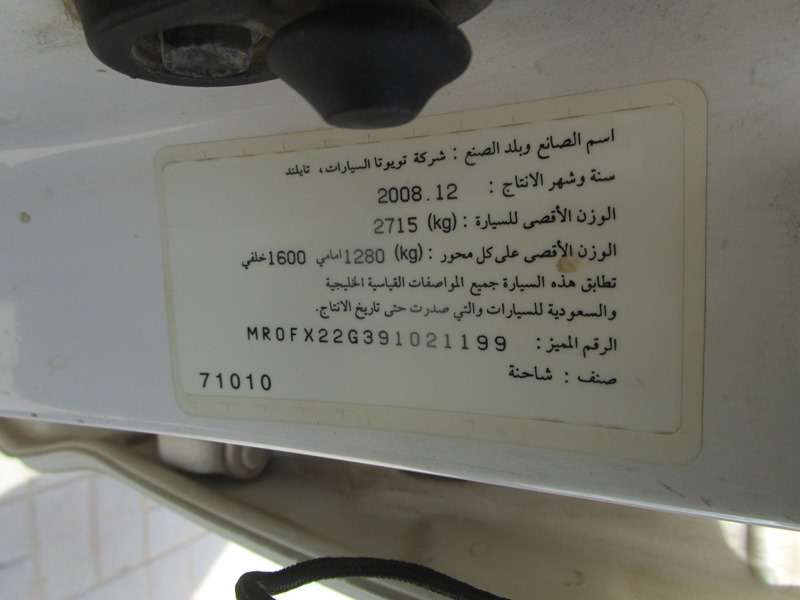 اسم الصانع وبلد الصنع : شركة تويوتا السيارات، تايلند
سنة وشهر الانتاج : 2008.12
الوزن الأقصى للسيارة : (kg) 2715
الوزن الأقصى على كل محور : (kg) 1280 امامي 1600 خلفي
تطابق هذه السيارة جميع المواصفات القياسية الخليجية
والسعودية للسيارات والتي صدرت حتى تاريخ الانتاج.
الرقم المميز : MR0FX22G391021199
صنف : شاحنة
71010